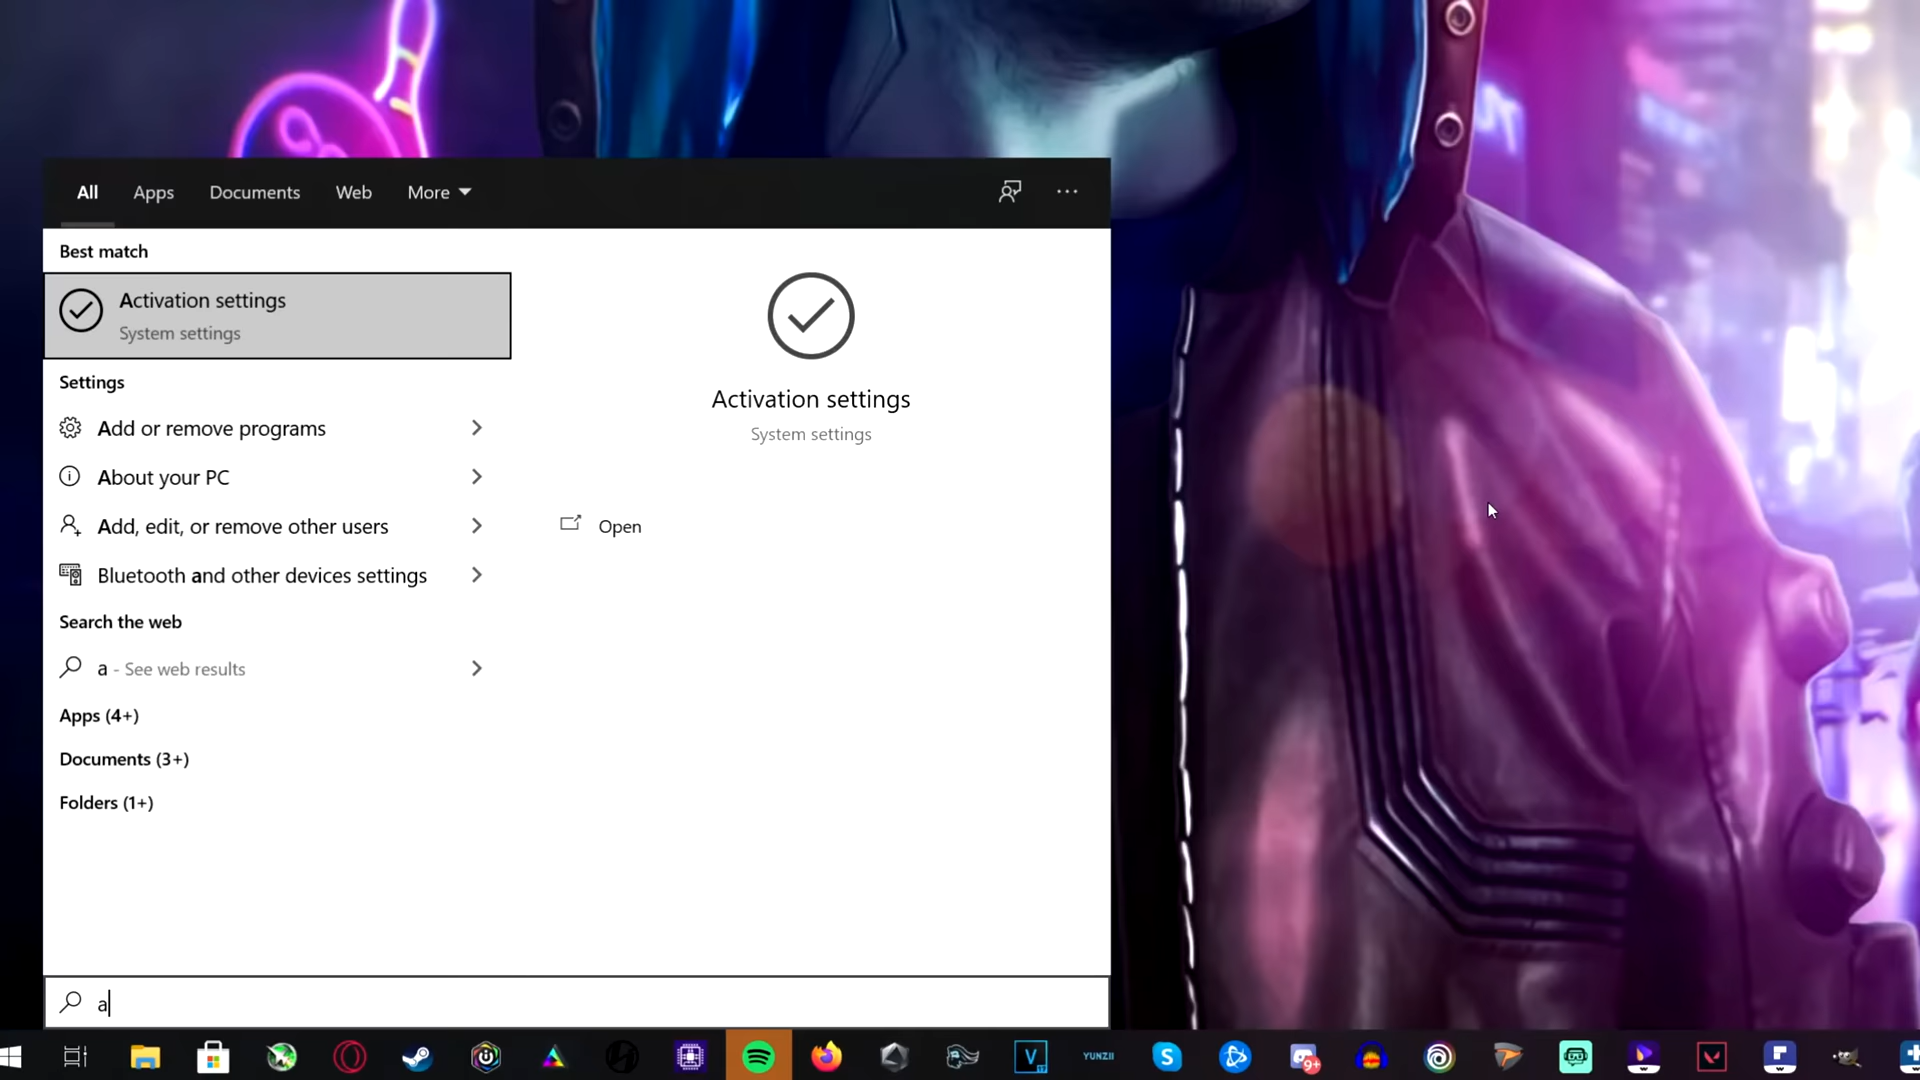 All Apps Documents Web More
Best match
Activation settings
System settings
Settings
Add or remove programs
About your PC
Add, edit, or remove other users
Bluetooth and other devices settings
Search the web
a - See web results
Apps (4+)
Documents (3+)
Folders (1+)
Activation settings
System settings
Open
a
V
YUNZII
S
9+
F